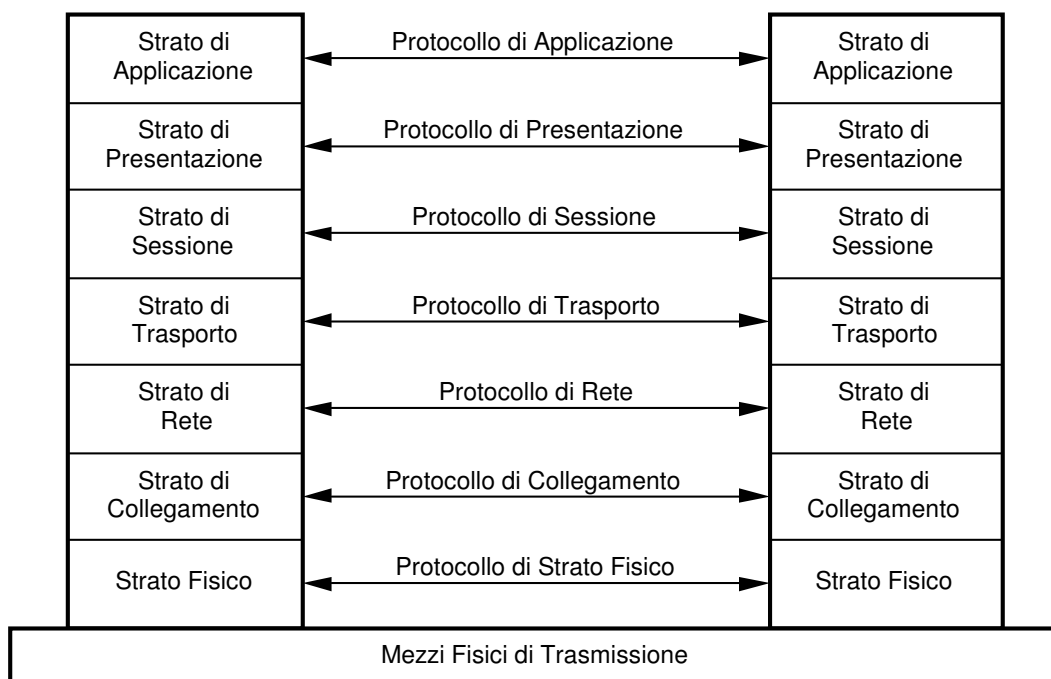 Strato di
Applicazione
Protocollo di Applicazione
Strato di
Applicazione
Strato di
Presentazione
Protocollo di Presentazione
Strato di
Presentazione
Strato di
Sessione
Protocollo di Sessione
Strato di
Sessione
Strato di
Trasporto
Protocollo di Trasporto
Strato di
Trasporto
Strato di
Rete
Protocollo di Rete
Strato di
Rete
Strato di
Collegamento
Protocollo di Collegamento
Strato di
Collegamento
Strato Fisico
Protocollo di Strato Fisico
Strato Fisico
Mezzi Fisici di Trasmissione